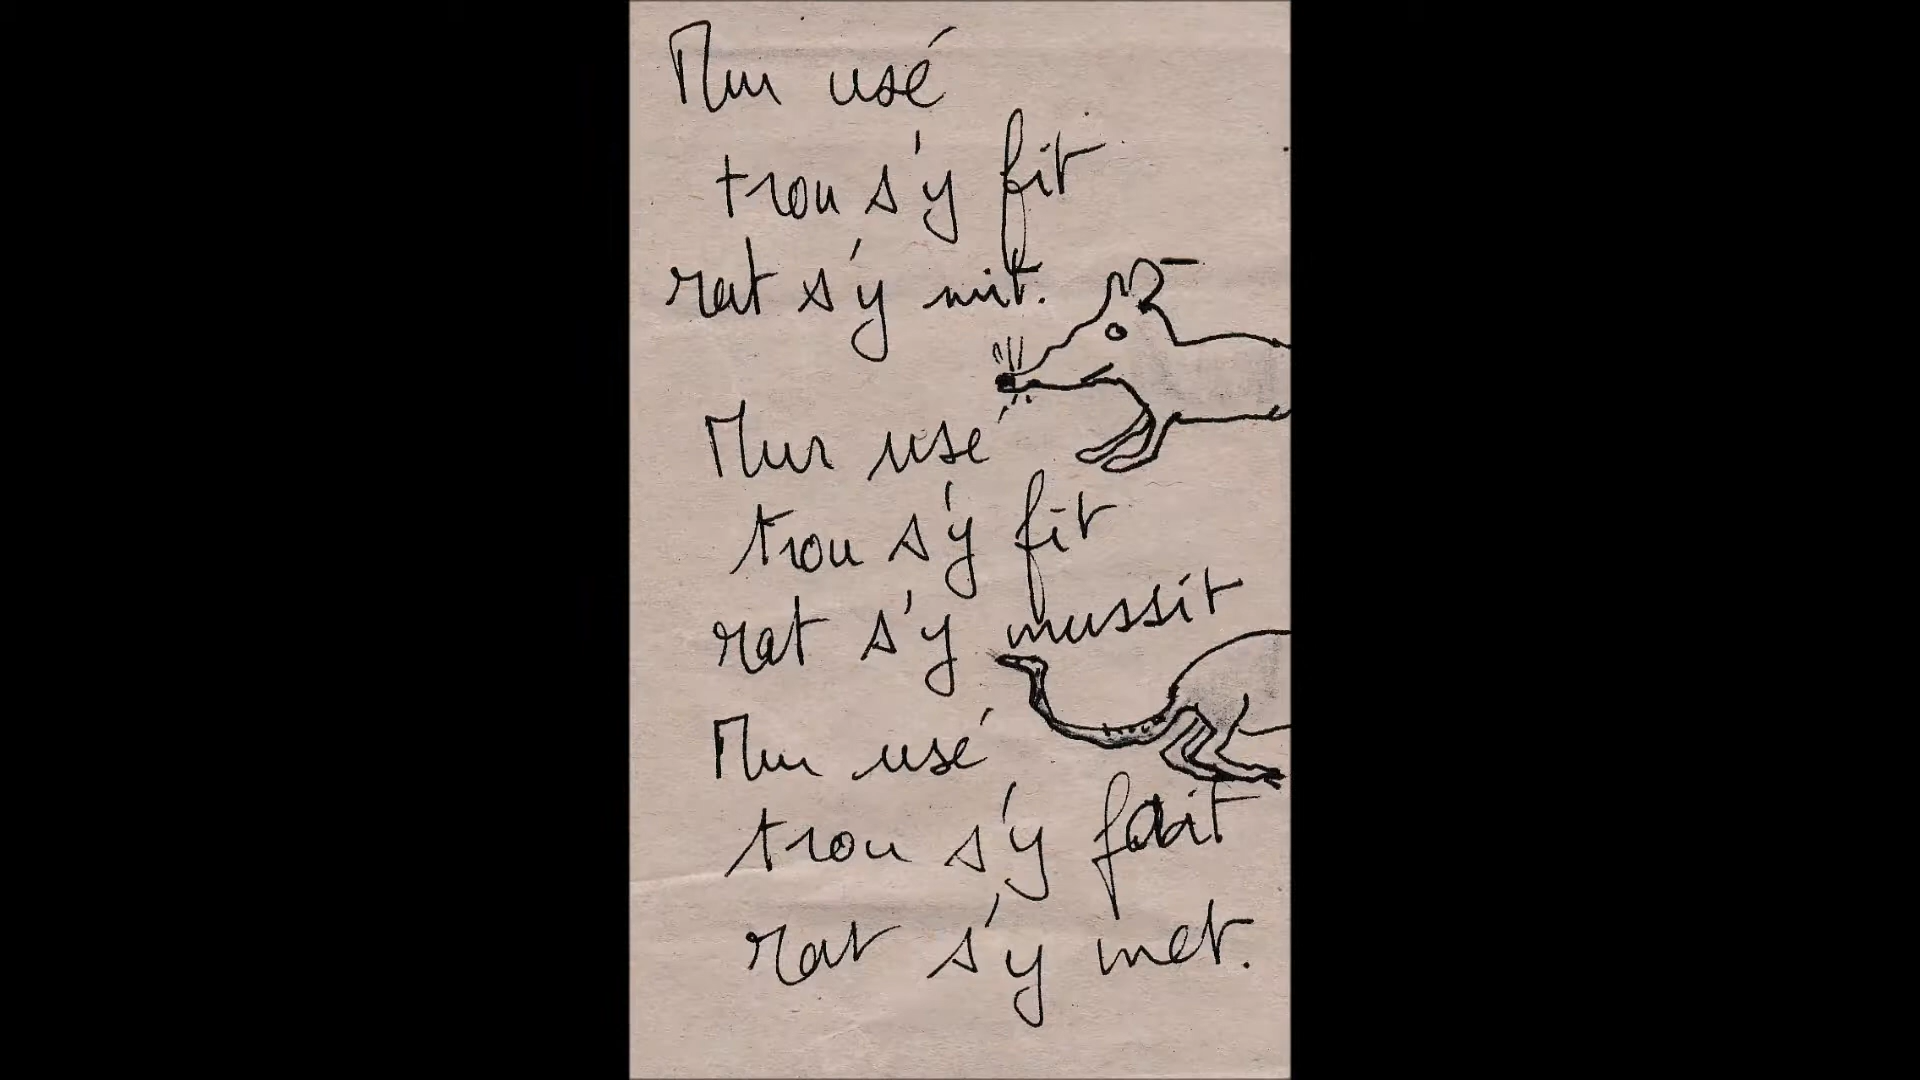 Mur usé
trou s'y fit
rat s'y mit.
Mur usé
trou s'y fit
rat s'y mussit
Mur usé
trou s'y fait
rat s'y met.